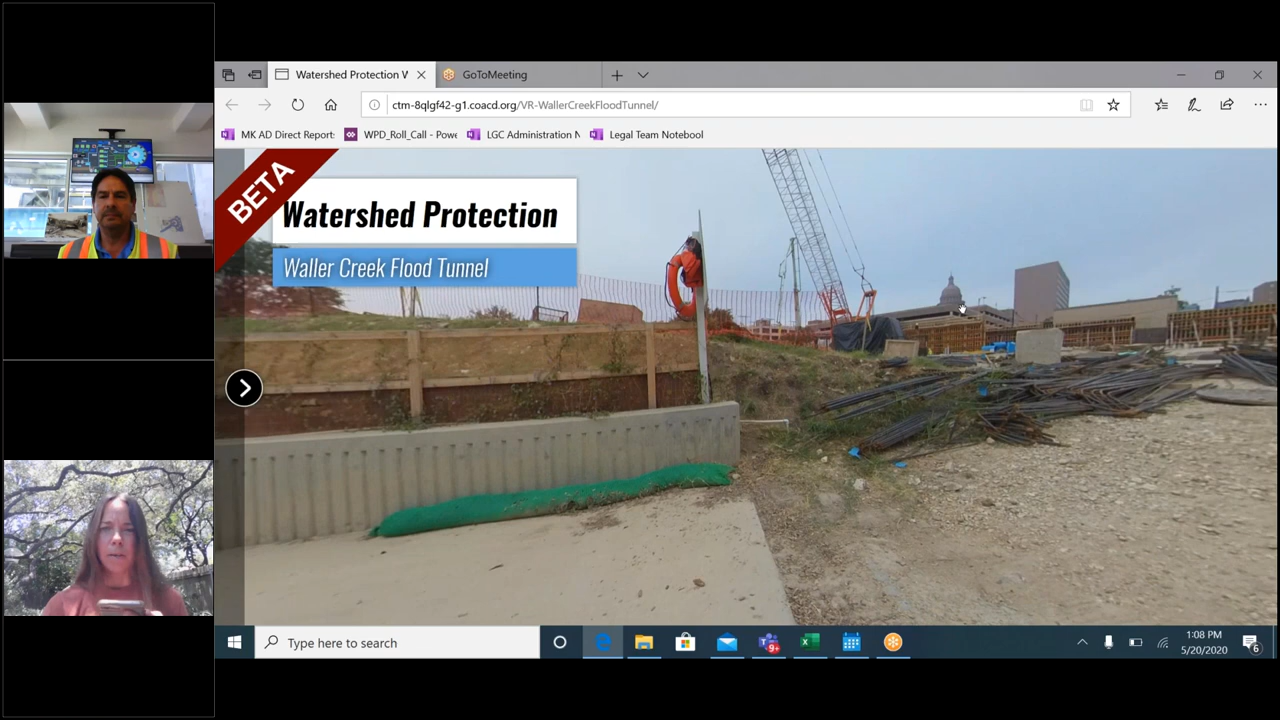 Watershed Protection W
GoToMeeting
ctm-8qlgf42-g1.coacd.org/VR-WallerCreekFloodTunnel/
MK AD Direct Report:
WPD_Roll_Call - Powe
LGC Administration N
Legal Team Notebool
BETA
Watershed Protection
Waller Creek Flood Tunnel
Type here to search
9+
1:08 PM
5/20/2020
6